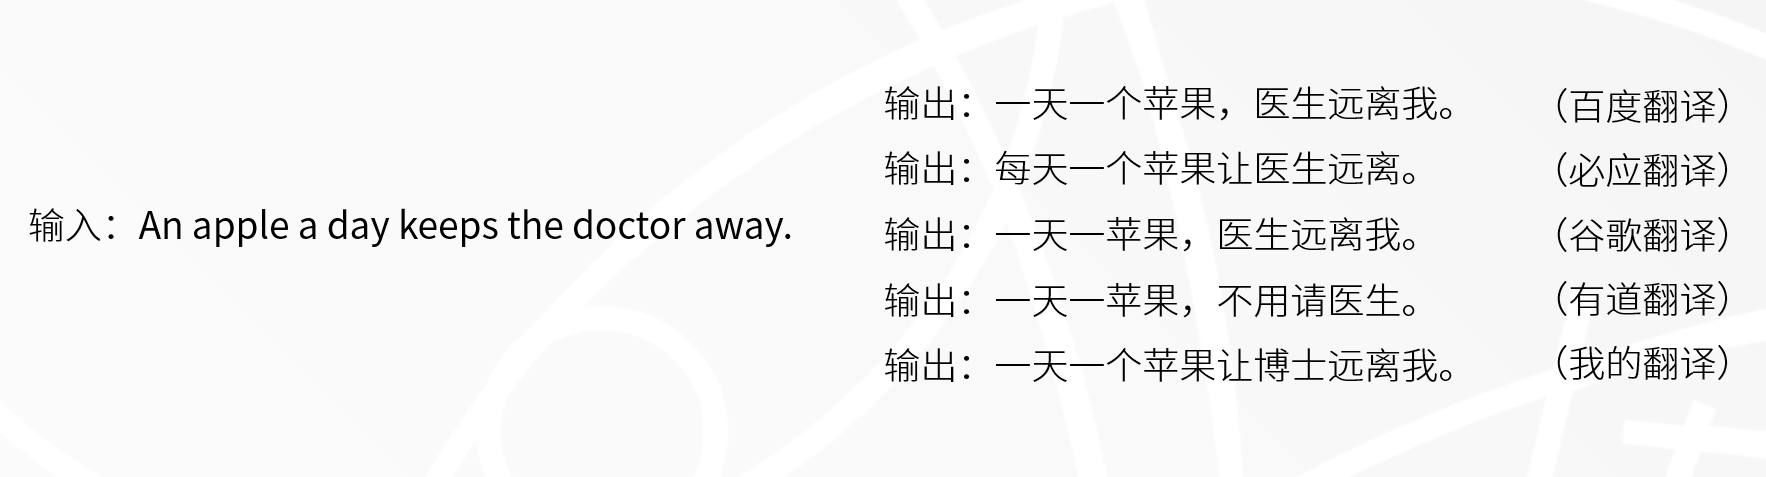 输入：An apple a day keeps the doctor away.
输出：一天一个苹果，医生远离我。 （百度翻译）
输出：每天一个苹果让医生远离。 （必应翻译）
输出：一天一苹果，医生远离我。 （谷歌翻译）
输出：一天一苹果，不用请医生。 （有道翻译）
输出：一天一个苹果让博士远离我。 （我的翻译）